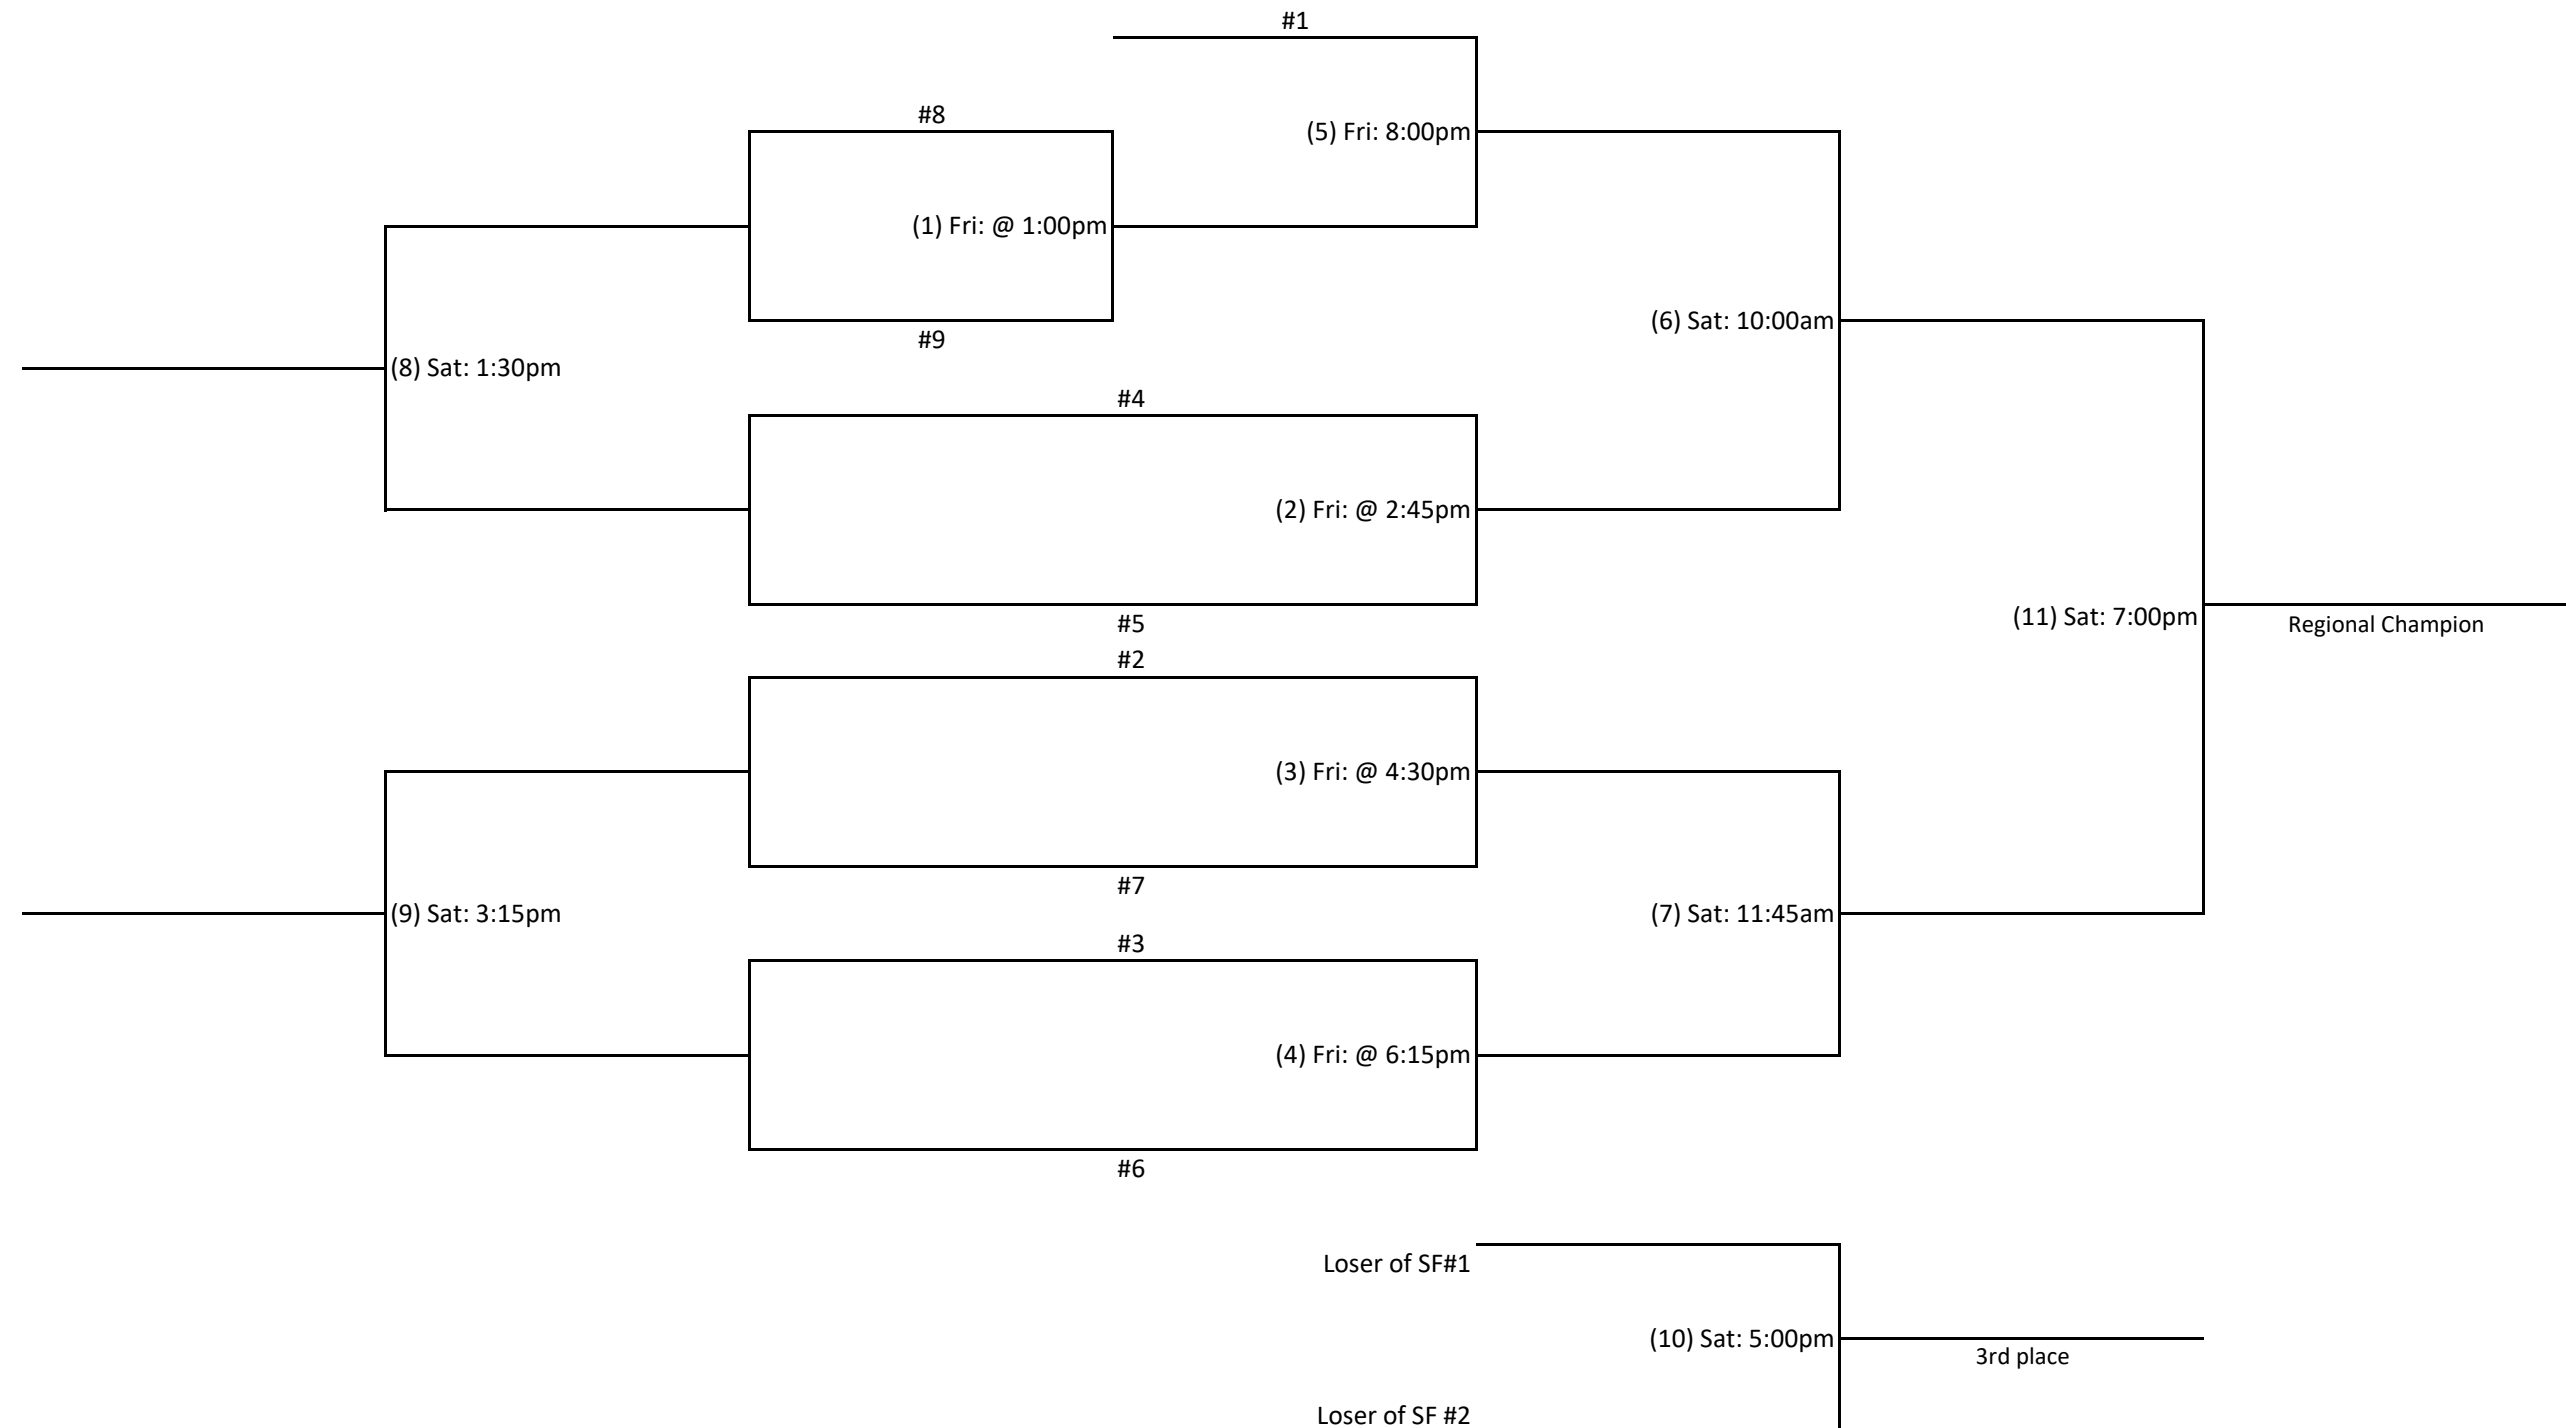 #1
#8
(5) Fri: 8:00pm
(1) Fri: @ 1:00pm
(6) Sat: 10:00am
#9
(8) Sat: 1:30pm
#4
(2) Fri: @ 2:45pm
(11) Sat: 7:00pm
Regional Champion
#5
#2
(3) Fri: @ 4:30pm
#7
(9) Sat: 3:15pm
(7) Sat: 11:45am
#3
(4) Fri: @ 6:15pm
#6
Loser of SF#1
(10) Sat: 5:00pm
3rd place
Loser of SF #2